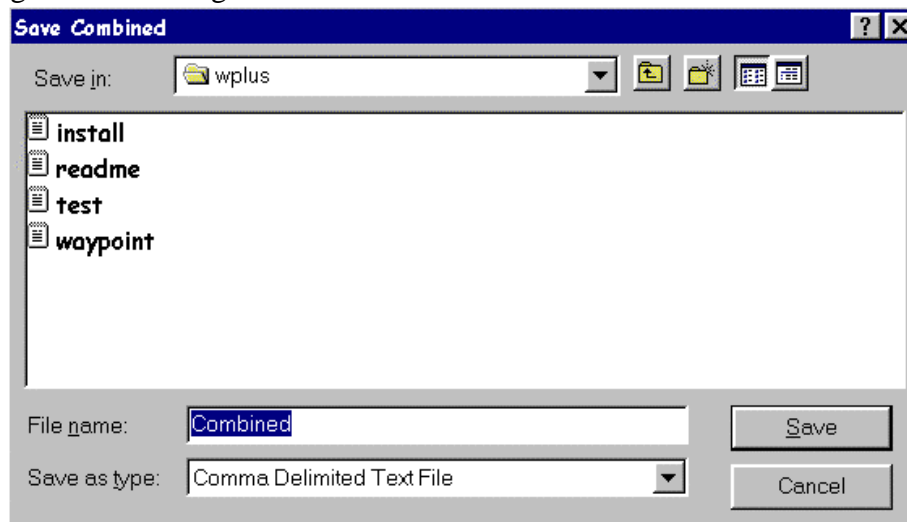 Save Combined
Save in: wplus
install
readme
test
waypoint
File name: Combined Save
Save as type: Comma Delimited Text File Cancel